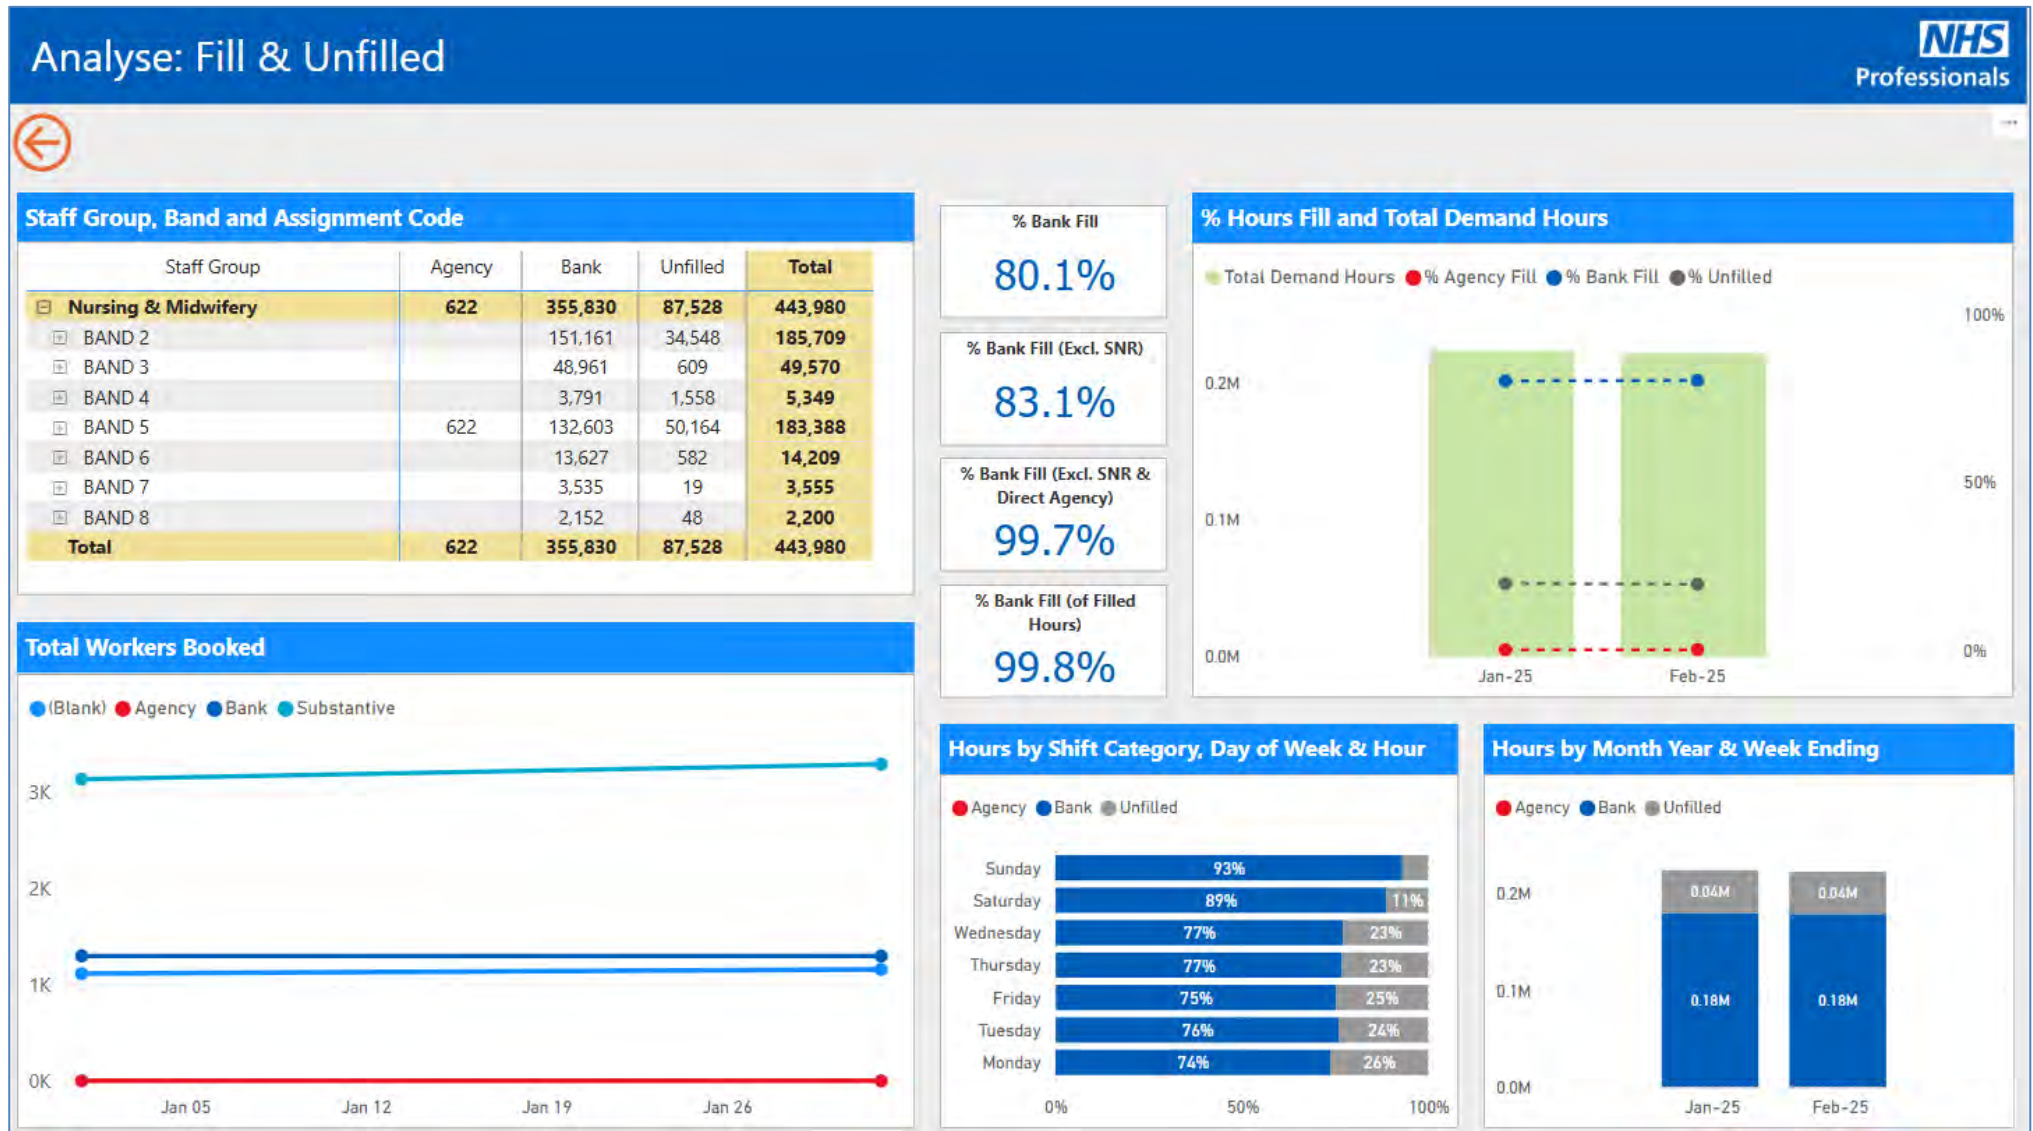 Analyse: Fill & Unfilled
NHS
Professionals
Staff Group, Band and Assignment Code
Staff Group Agency Bank Unfilled Total
Nursing & Midwifery 622 355,830 87,528 443,980
BAND 2 151,161 34,548 185,709
BAND 3 48,961 609 49,570
BAND 4 3,791 1,558 5,349
BAND 5 622 132,603 50,164 183,388
BAND 6 13,627 582 14,209
BAND 7 3,535 19 3,555
BAND 8 2,152 48 2,200
Total 622 355,830 87,528 443,980
% Bank Fill
80.1%
% Bank Fill (Excl. SNR)
83.1%
% Bank Fill (Excl. SNR &
Direct Agency)
99.7%
% Bank Fill (of Filled
Hours)
99.8%
% Hours Fill and Total Demand Hours
Total Demand Hours % Agency Fill % Bank Fill % Unfilled
100%
0.2M
50%
0.1M
0.0M
0%
Jan-25 Feb-25
Total Workers Booked
(Blank) Agency Bank Substantive
3K
2K
1K
0K
Jan 05 Jan 12 Jan 19 Jan 26
Hours by Shift Category, Day of Week & Hour
Agency Bank Unfilled
Sunday 93%
Saturday 89% 11%
Wednesday 77% 23%
Thursday 77% 23%
Friday 75% 25%
Tuesday 76% 24%
Monday 74% 26%
0% 50% 100%
Hours by Month Year & Week Ending
Agency Bank Unfilled
0.2M 0.04M 0.04M
0.1M 0.18M 0.18M
0.0M
Jan-25 Feb-25